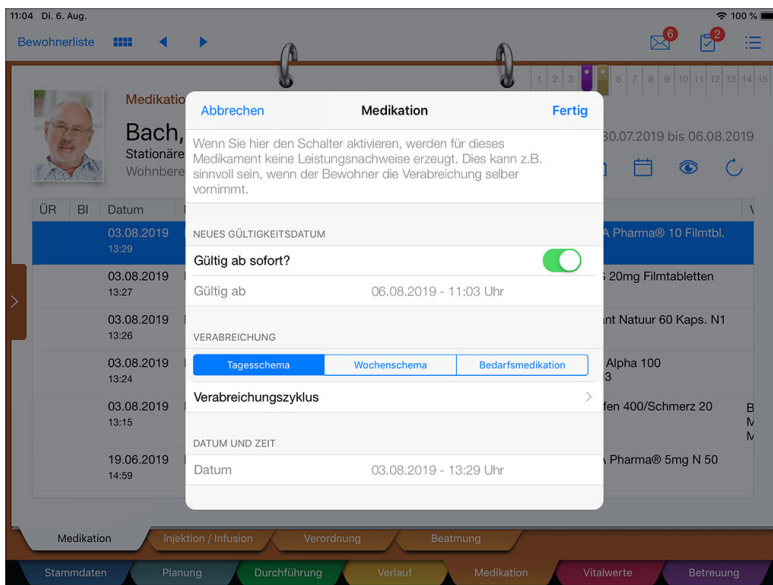 11:04 Di. 6. Aug. 100 %
Bewohnerliste 6 2
1 2 3 6 7 8 9 10 11 12 13 14 15
Medikatio
Bach,
Stationäre
Wohnbere
30.07.2019 bis 06.08.2019
Abbrechen Medikation Fertig
Wenn Sie hier den Schalter aktivieren, werden für dieses
Medikament keine Leistungsnachweise erzeugt. Dies kann z.B.
sinnvoll sein, wenn der Bewohner die Verabreichung selber
vornimmt.
NEUES GÜLTIGKEITSDATUM
Gültig ab sofort?
Gültig ab 06.08.2019 - 11:03 Uhr
VERABREICHUNG
Tagesschema Wochenschema Bedarfsmedikation
Verabreichungszyklus
DATUM UND ZEIT
Datum 03.08.2019 - 13:29 Uhr
ÜR BI Datum
03.08.2019 A Pharma® 10 Filmtbl.
13:29
03.08.2019 20mg Filmtabletten
13:27
03.08.2019 nt Natuur 60 Kaps. N1
13:26
03.08.2019 Alpha 100
13:24 3
03.08.2019 fen 400/Schmerz 20
13:15
19.06.2019 Pharma® 5mg N 50
14:59
Medikation Injektion / Infusion Verordnung Beatmung
Stammdaten Planung Durchführung Verlauf Medikation Vitalwerte Betreuung